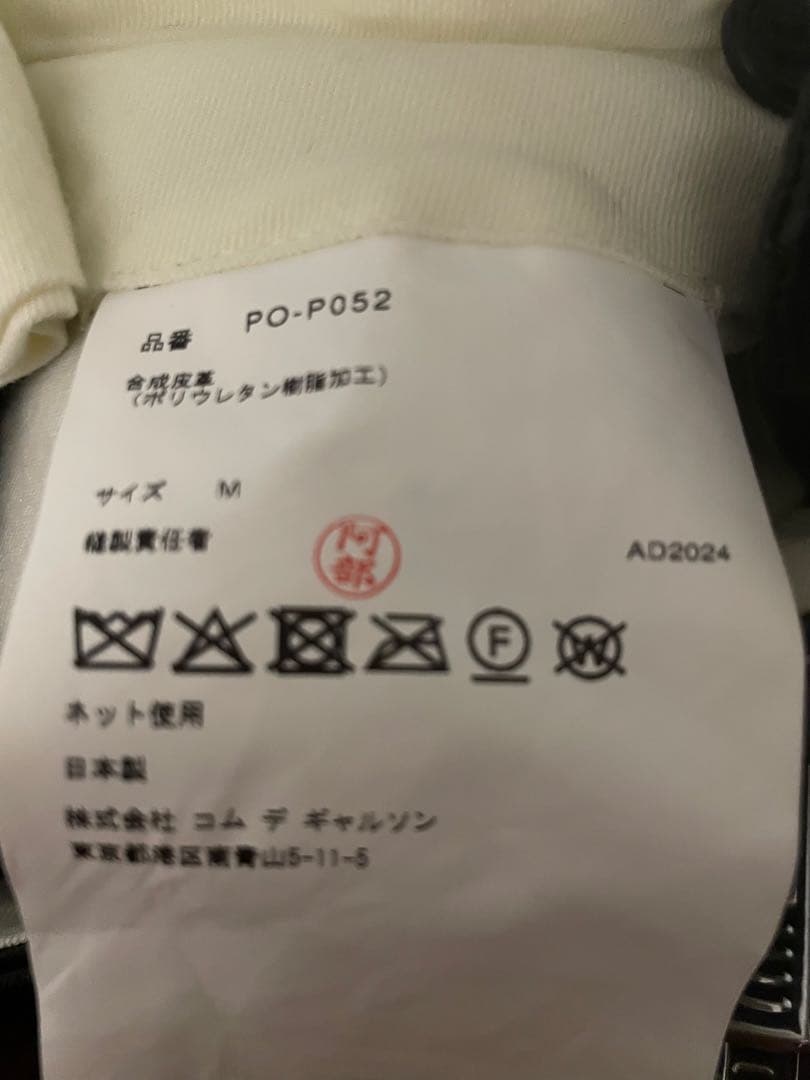 品番 PO-P052
合成皮革
(ポリウレタン樹脂加工)
サイズ M
縫製責任者 阿部 AD2024
F W
ネット使用
日本製
株式会社 コム デ ギャルソン
東京都港区南青山5-11-5